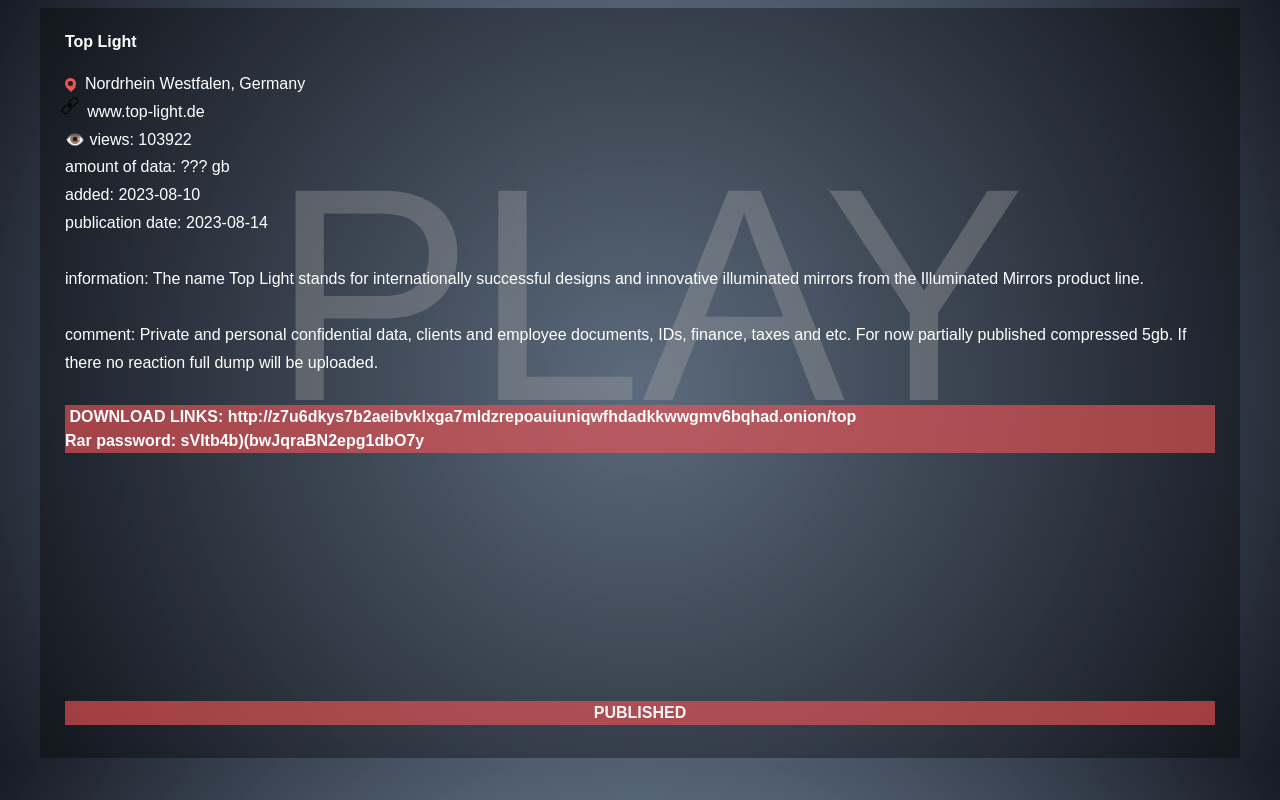 Top Light
Nordrhein Westfalen, Germany
www.top-light.de
views: 103922
amount of data: ??? gb
added: 2023-08-10
publication date: 2023-08-14
PLAY
information: The name Top Light stands for internationally successful designs and innovative illuminated mirrors from the Illuminated Mirrors product line.
comment: Private and personal confidential data, clients and employee documents, IDs, finance, taxes and etc. For now partially published compressed 5gb. If
there no reaction full dump will be uploaded.
DOWNLOAD LINKS: http://z7u6dkys7b2aeibvklxga7mldzrepoauiuniqwfhdadkkwwgmv6bqhad.onion/top
Rar password:
PUBLISHED